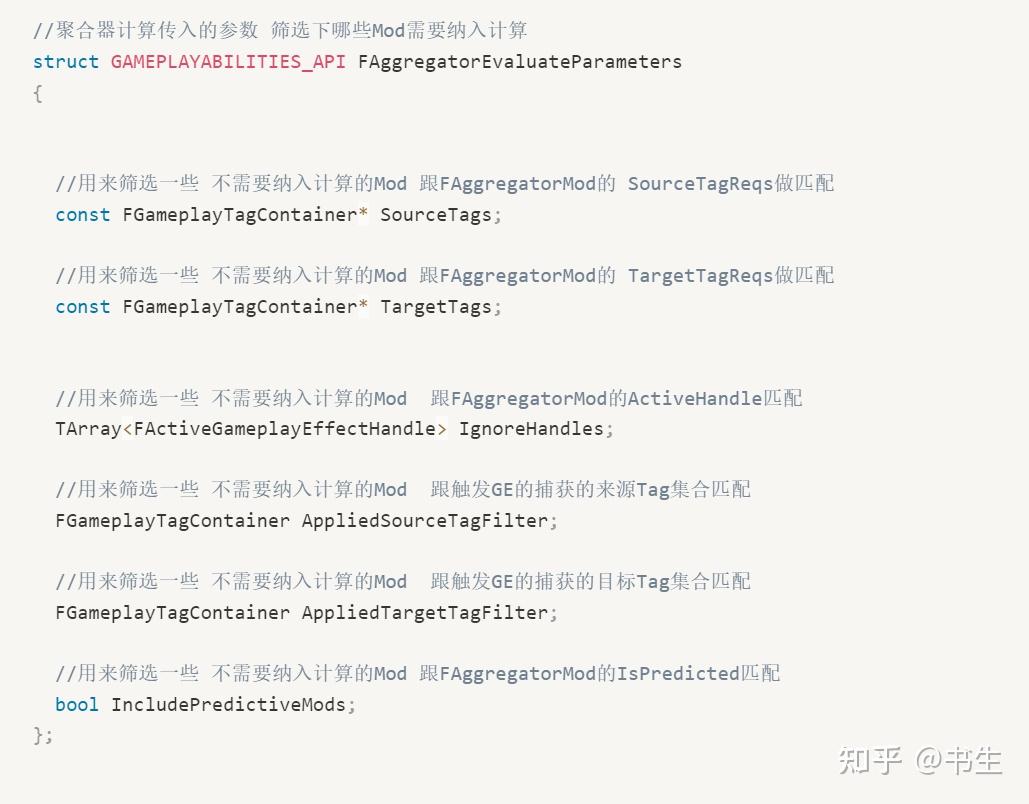 //聚合器计算传入的参数 筛选下哪些Mod需要纳入计算
struct GAMEPLAYABILITIES_API FAggregatorEvaluateParameters
{
//用来筛选一些 不需要纳入计算的Mod 跟FAggregatorMod的 SourceTagReqs做匹配
const FGameplayTagContainer* SourceTags;
//用来筛选一些 不需要纳入计算的Mod 跟FAggregatorMod的 TargetTagReqs做匹配
const FGameplayTagContainer* TargetTags;
//用来筛选一些 不需要纳入计算的Mod  跟FAggregatorMod的ActiveHandle匹配
TArray<FActiveGameplayEffectHandle> IgnoreHandles;
//用来筛选一些 不需要纳入计算的Mod  跟触发GE的捕获的来源Tag集合匹配
FGameplayTagContainer AppliedSourceTagFilter;
//用来筛选一些 不需要纳入计算的Mod  跟触发GE的捕获的目标Tag集合匹配
FGameplayTagContainer AppliedTargetTagFilter;
//用来筛选一些 不需要纳入计算的Mod 跟FAggregatorMod的IsPredicted匹配
bool IncludePredictiveMods;
};
知乎 @书生